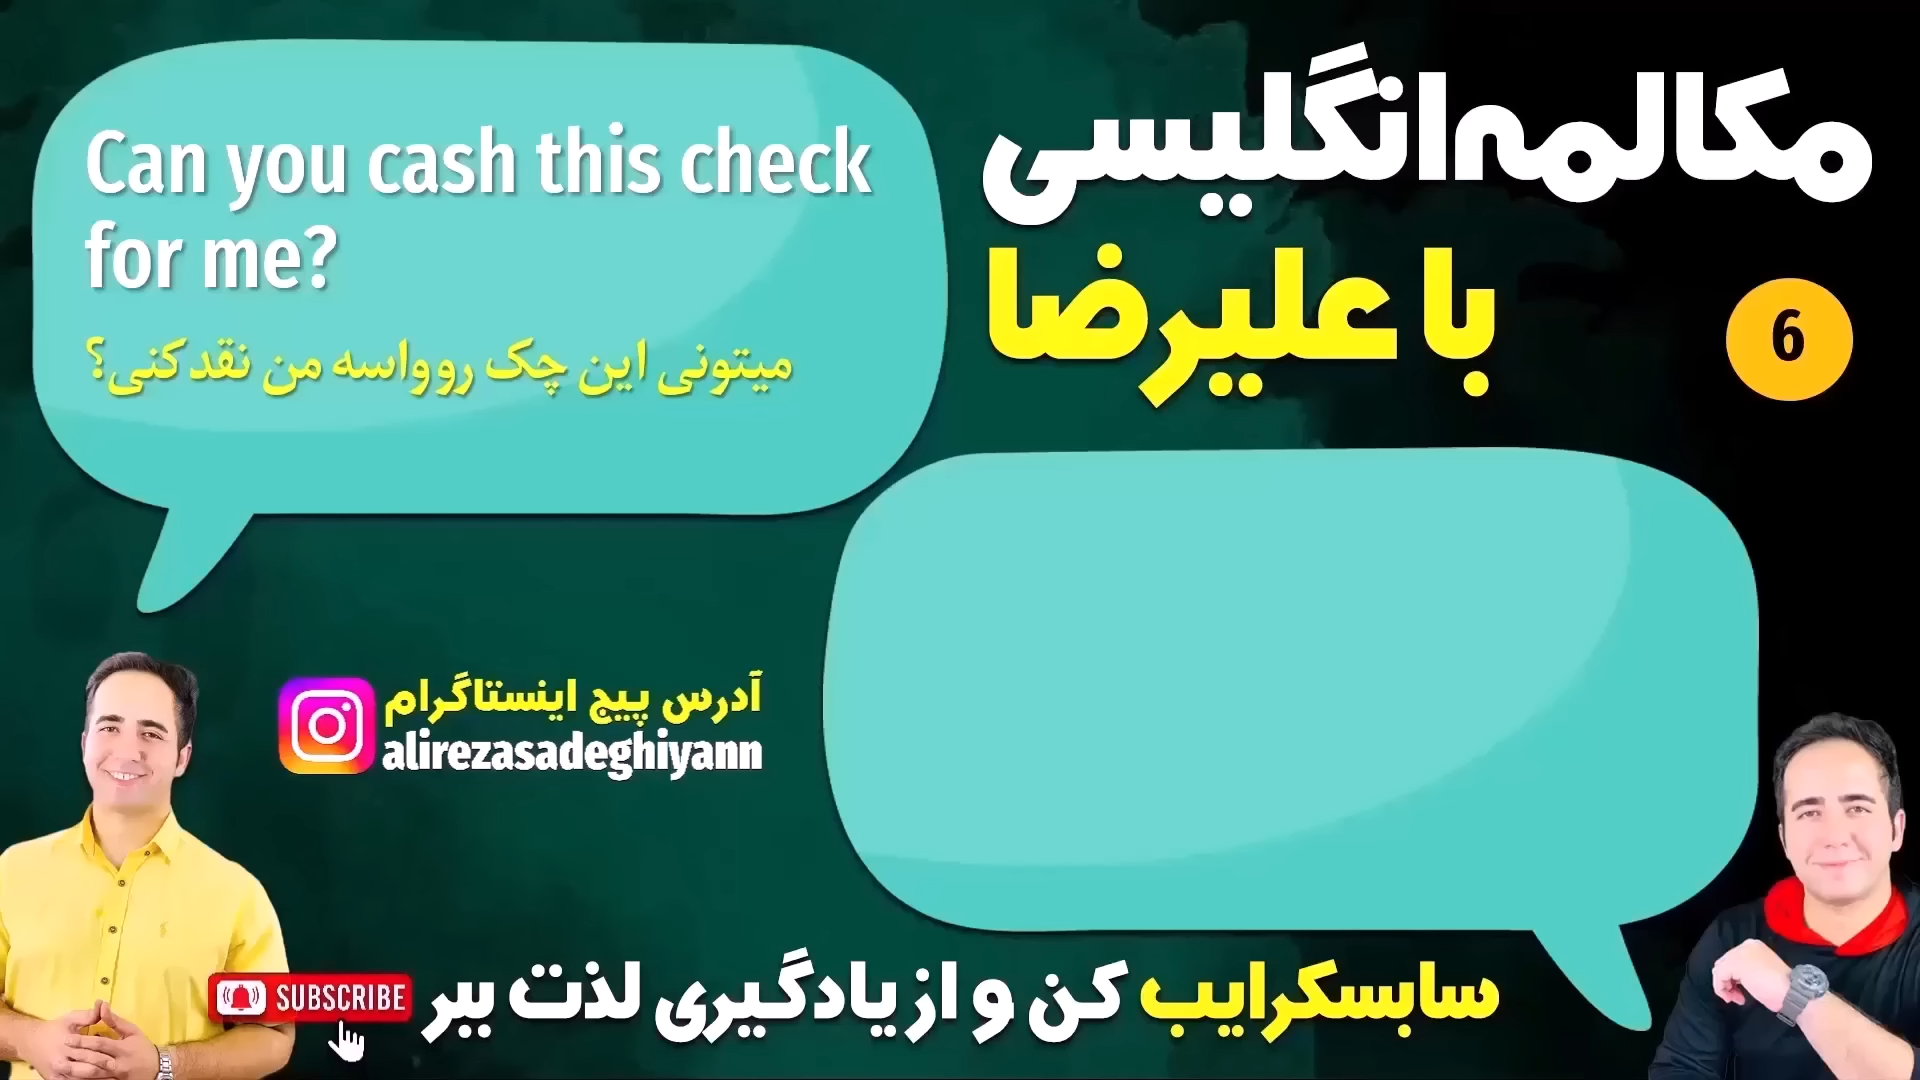 Can you cash this check
for me?
میتونی این چک رو واسه من نقد کنی؟
مکالمه انگلیسی
با علیرضا
6
آدرس پیج اینستاگرام
alirezasadeghiyann
SUBSCRIBE
سابسکرایب کن و از یادگیری لذت ببر